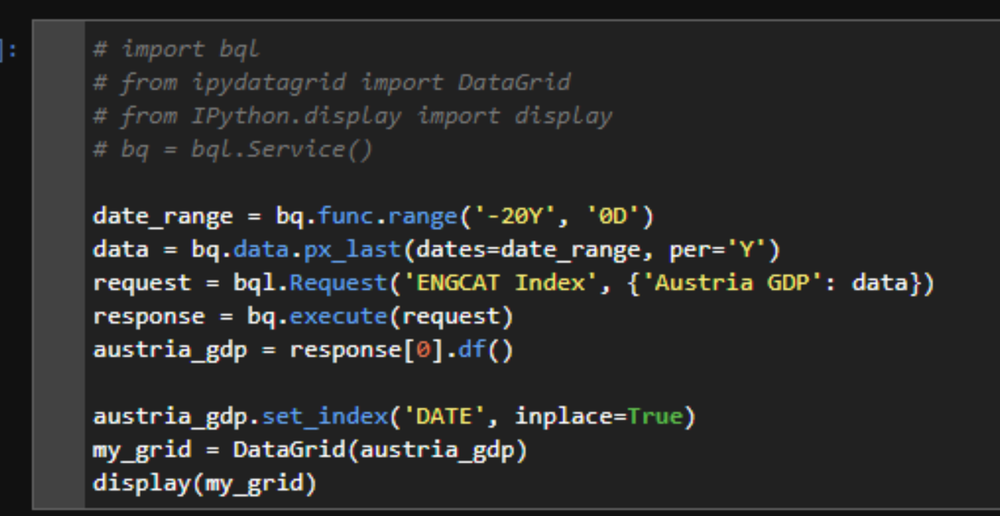 ]:
# import bql
# from ipydatagrid import DataGrid
# from IPython.display import display
# bq = bql.Service()
date_range = bq.func.range('-20Y', '0D')
data = bq.data.px_last(dates=date_range, per='Y')
request = bql.Request('ENGCAT Index', {'Austria GDP': data})
response = bq.execute(request)
austria_gdp = response[0].df()
austria_gdp.set_index('DATE', inplace=True)
my_grid = DataGrid(austria_gdp)
display(my_grid)